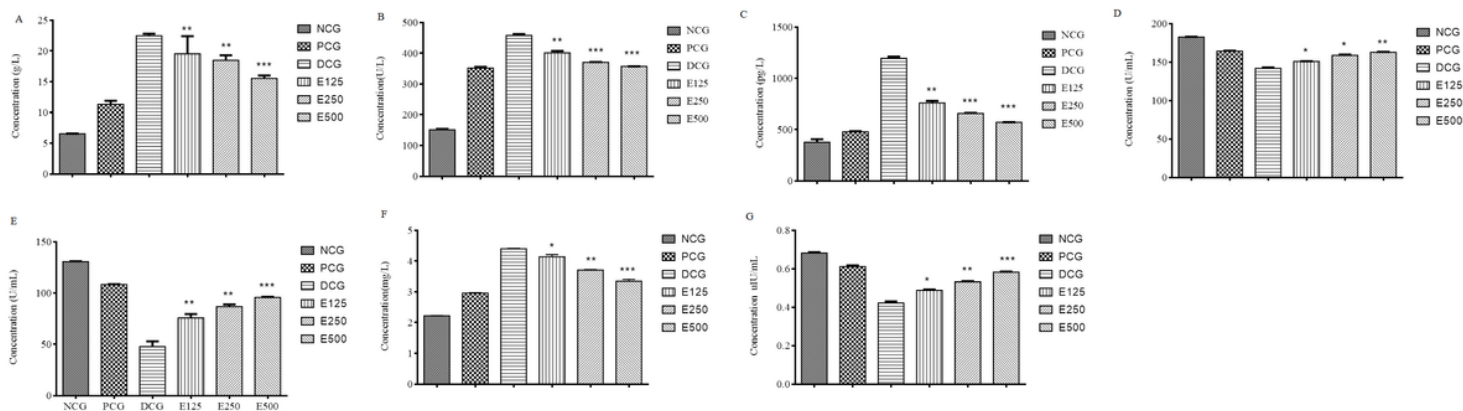 A
Concentration (g/L)
25
20
15
10
5
0
**
**
***
NCG
PCG
DCG
E125
E250
E500
B
Concentration(U/L)
500
400
300
200
100
0
**
***
***
NCG
PCG
DCG
E125
E250
E500
C
Concentration (pg/L)
1500
1000
500
0
**
***
***
NCG
PCG
DCG
E125
E250
E500
D
Concentration (U/mL)
200
150
100
50
0
*
*
**
NCG
PCG
DCG
E125
E250
E500
E
Concentration (U/mL)
150
100
50
0
**
**
***
NCG PCG DCG E125 E250 E500
NCG
PCG
DCG
E125
E250
E500
F
Concentration(mg/L)
5
4
3
2
1
0
*
**
***
NCG
PCG
DCG
E125
E250
E500
G
Concentration uIU/mL
0.8
0.6
0.4
0.2
0.0
*
**
***
NCG
PCG
DCG
E125
E250
E500